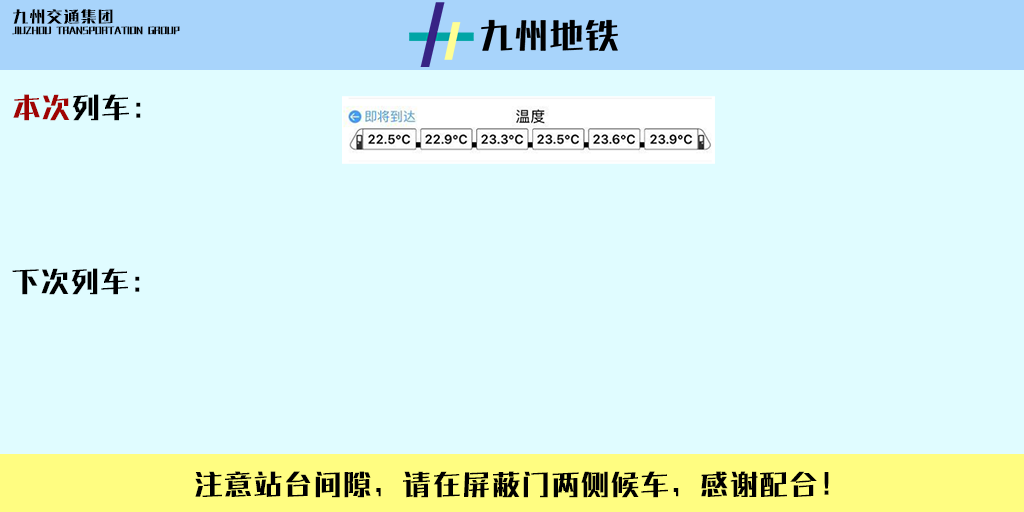 九州交通集团
JIUZHOU TRANSPORTATION GROUP
九州地铁
本次列车：
即将到达 温度
22.5°C 22.9°C 23.3°C 23.5°C 23.6°C 23.9°C
下次列车：
注意站台间隙，请在屏蔽门两侧候车，感谢配合！